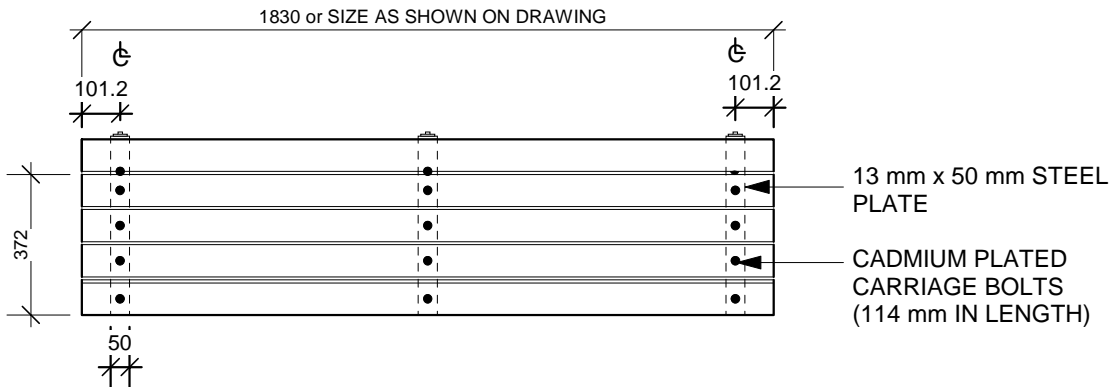 1830 or SIZE AS SHOWN ON DRAWING
℄ ℄
101.2 101.2
13 mm x 50 mm STEEL
PLATE
372
CADMIUM PLATED
CARRIAGE BOLTS
(114 mm IN LENGTH)
50